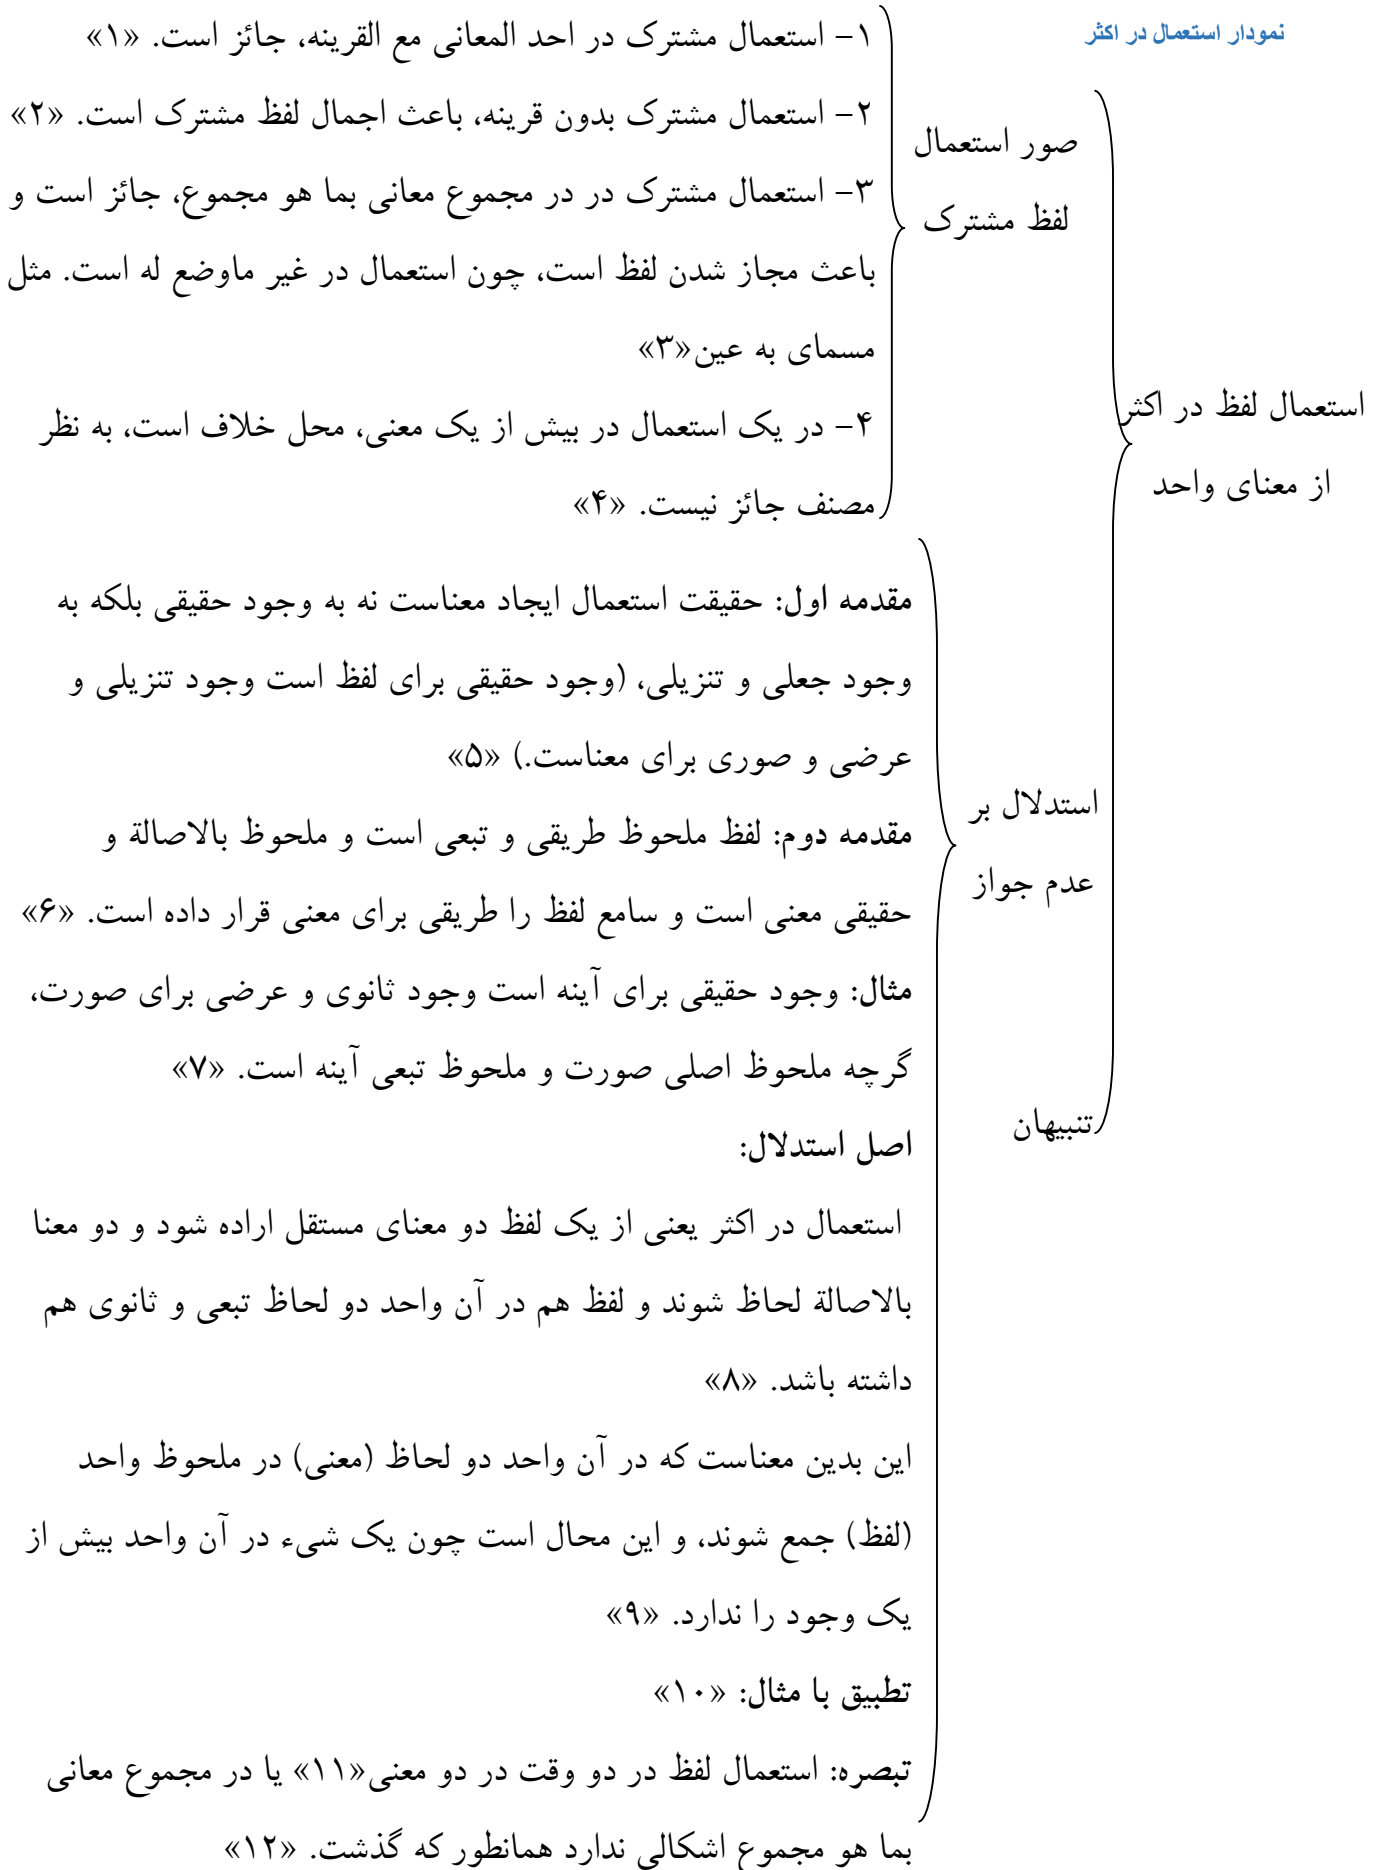 نمودار استعمال در اکثر
استعمال لفظ در اکثر
از معنای واحد
صور استعمال
لفظ مشترک
۱- استعمال مشترک در احد المعانی مع القرینه، جائز است. «۱»
۲- استعمال مشترک بدون قرینه، باعث اجمال لفظ مشترک است. «۲»
۳- استعمال مشترک در در مجموع معانی بما هو مجموع، جائز است و
باعث مجاز شدن لفظ است، چون استعمال در غیر ماوضع له است. مثل
مسمای به عین«۳»
۴- در یک استعمال در بیش از یک معنی، محل خلاف است، به نظر
مصنف جائز نیست. «۴»
استدلال بر
عدم جواز
مقدمه اول: حقیقت استعمال ایجاد معناست نه به وجود حقیقی بلکه به
وجود جعلی و تنزیلی، (وجود حقیقی برای لفظ است وجود تنزیلی و
عرضی و صوری برای معناست.) «۵»
مقدمه دوم: لفظ ملحوظ طریقی و تبعی است و ملحوظ بالاصالة و
حقیقی معنی است و سامع لفظ را طریقی برای معنی قرار داده است. «۶»
مثال: وجود حقیقی برای آینه است وجود ثانوی و عرضی برای صورت،
گرچه ملحوظ اصلی صورت و ملحوظ تبعی آینه است. «۷»
اصل استدلال:
استعمال در اکثر یعنی از یک لفظ دو معنای مستقل اراده شود و دو معنا
بالاصالة لحاظ شوند و لفظ هم در آن واحد دو لحاظ تبعی و ثانوی هم
داشته باشد. «۸»
این بدین معناست که در آن واحد دو لحاظ (معنی) در ملحوظ واحد
(لفظ) جمع شوند، و این محال است چون یک شیء در آن واحد بیش از
یک وجود را ندارد. «۹»
تطبیق با مثال: «۱۰»
تبصره: استعمال لفظ در دو وقت در دو معنی«۱۱» یا در مجموع معانی
بما هو مجموع اشکالی ندارد همانطور که گذشت. «۱۲»
تنبیهان